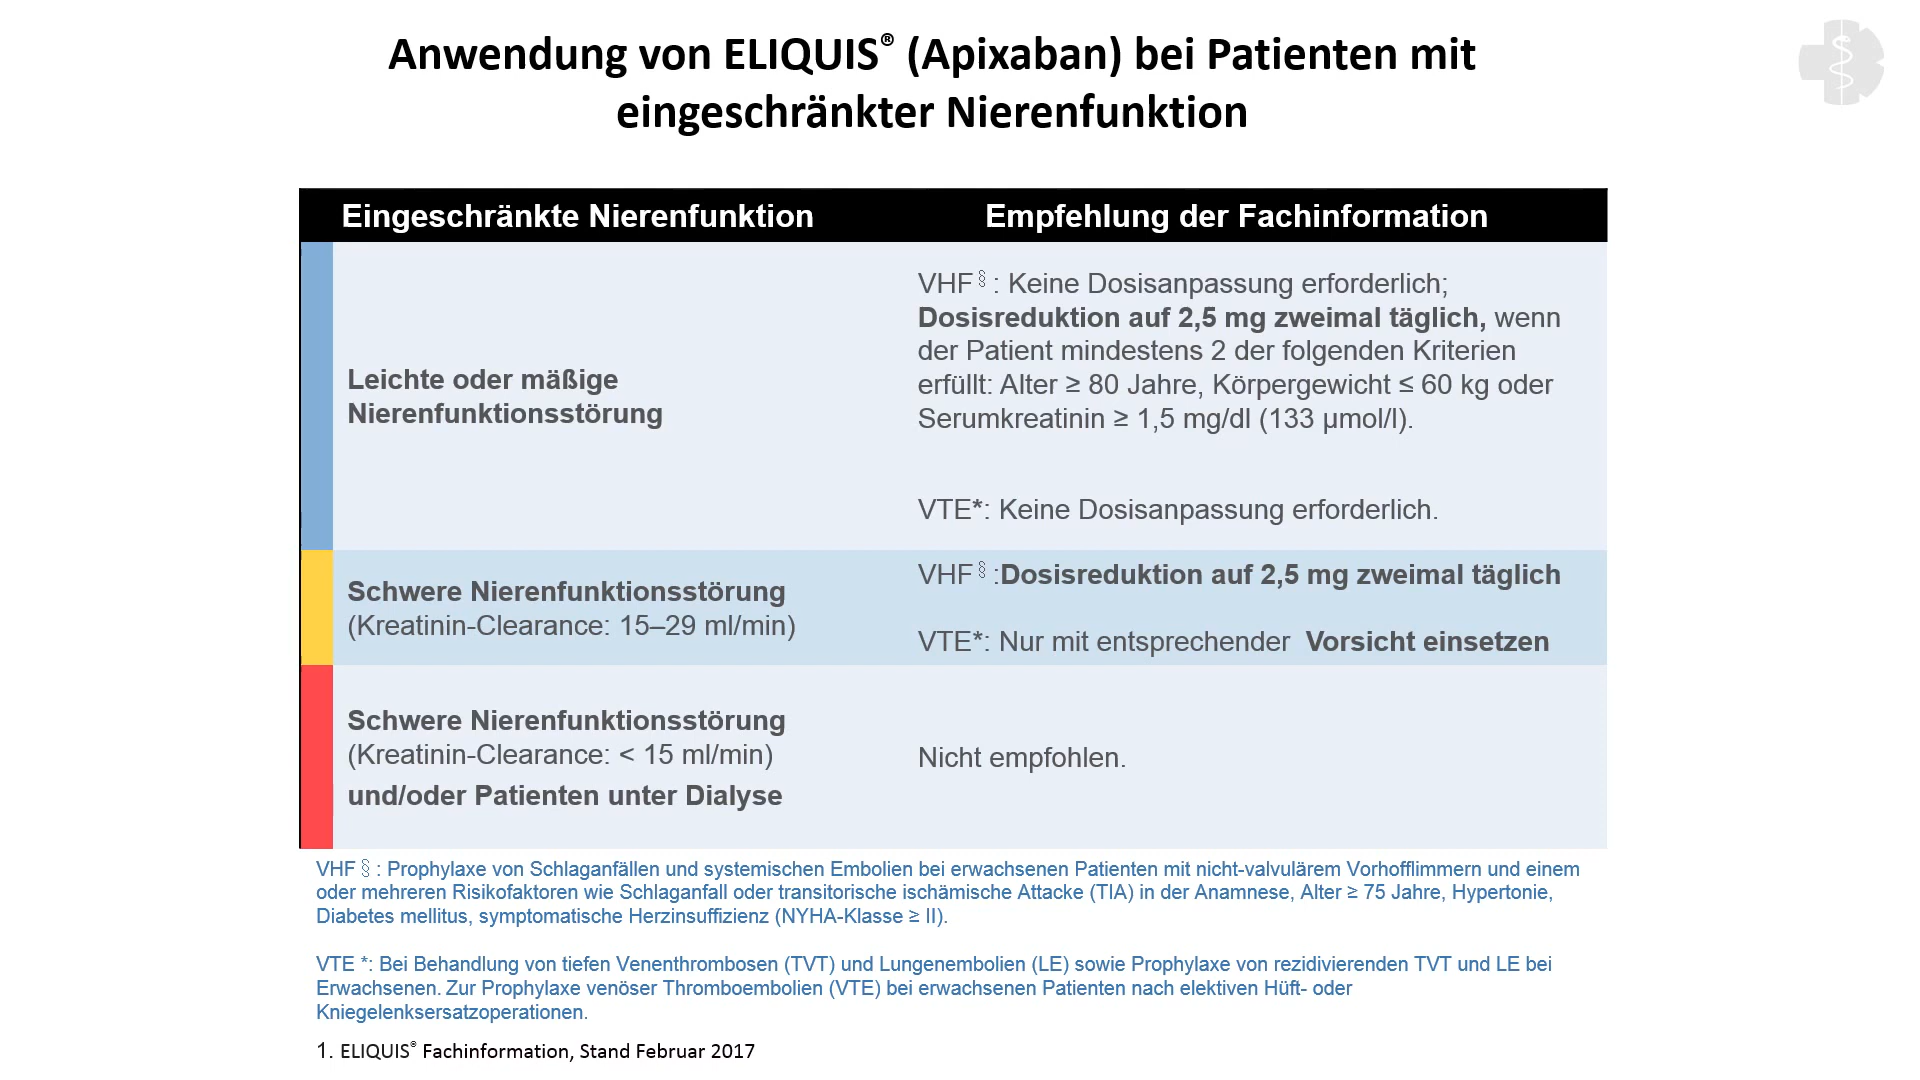 Anwendung von ELIQUIS® (Apixaban) bei Patienten mit
eingeschränkter Nierenfunktion
Eingeschränkte Nierenfunktion
Empfehlung der Fachinformation
Leichte oder mäßige
Nierenfunktionsstörung
VHF§: Keine Dosisanpassung erforderlich;
Dosisreduktion auf 2,5 mg zweimal täglich, wenn
der Patient mindestens 2 der folgenden Kriterien
erfüllt: Alter ≥ 80 Jahre, Körpergewicht ≤ 60 kg oder
Serumkreatinin ≥ 1,5 mg/dl (133 μmol/l).
VTE*: Keine Dosisanpassung erforderlich.
Schwere Nierenfunktionsstörung
(Kreatinin-Clearance: 15–29 ml/min)
VHF§:Dosisreduktion auf 2,5 mg zweimal täglich
VTE*: Nur mit entsprechender Vorsicht einsetzen
Schwere Nierenfunktionsstörung
(Kreatinin-Clearance: < 15 ml/min)
und/oder Patienten unter Dialyse
Nicht empfohlen.
VHF § : Prophylaxe von Schlaganfällen und systemischen Embolien bei erwachsenen Patienten mit nicht-valvulärem Vorhofflimmern und einem
oder mehreren Risikofaktoren wie Schlaganfall oder transitorische ischämische Attacke (TIA) in der Anamnese, Alter ≥ 75 Jahre, Hypertonie,
Diabetes mellitus, symptomatische Herzinsuffizienz (NYHA-Klasse ≥ II).
VTE *: Bei Behandlung von tiefen Venenthrombosen (TVT) und Lungenembolien (LE) sowie Prophylaxe von rezidivierenden TVT und LE bei
Erwachsenen. Zur Prophylaxe venöser Thromboembolien (VTE) bei erwachsenen Patienten nach elektiven Hüft- oder
Kniegelenksersatzoperationen.
1. ELIQUIS® Fachinformation, Stand Februar 2017